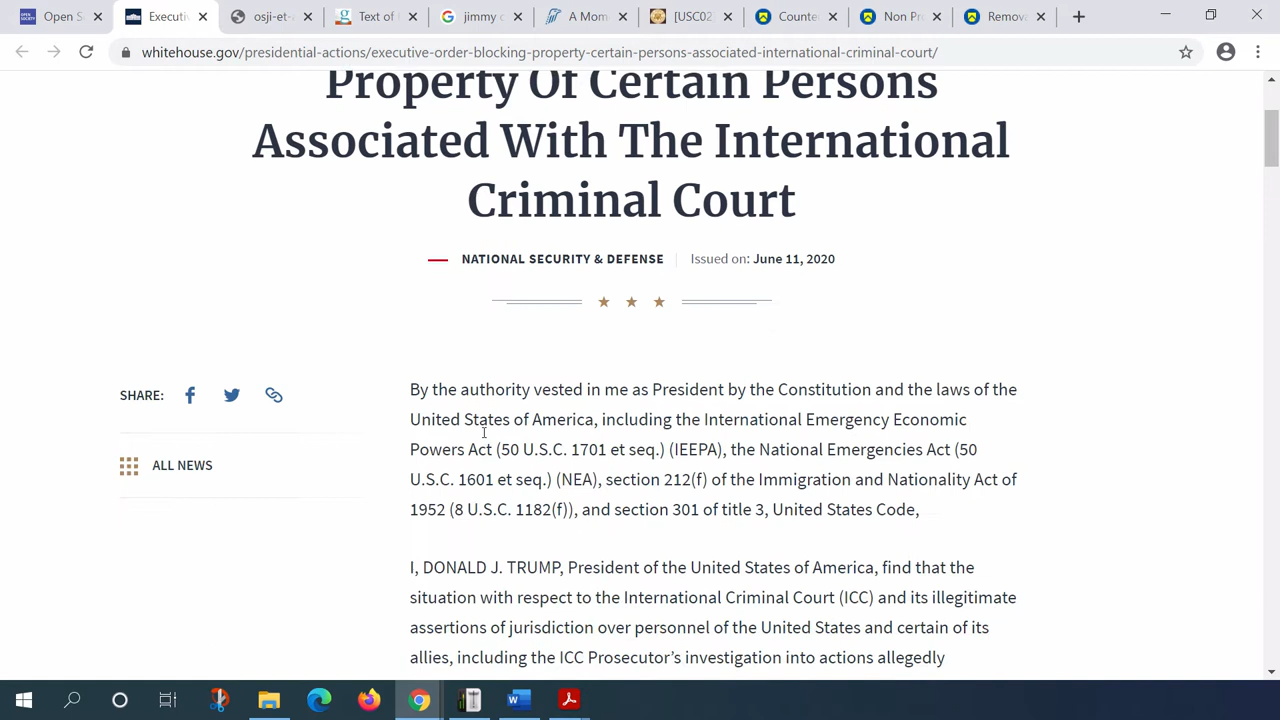 Open S
Executi
osji-et-
Text of
jimmy c
A Mom
[USC02
Counter
Non Pr
Remov
whitehouse.gov/presidential-actions/executive-order-blocking-property-certain-persons-associated-international-criminal-court/
Property Of Certain Persons
Associated With The International
Criminal Court
NATIONAL SECURITY & DEFENSE
Issued on: June 11, 2020
SHARE:
ALL NEWS
By the authority vested in me as President by the Constitution and the laws of the
United States of America, including the International Emergency Economic
Powers Act (50 U.S.C. 1701 et seq.) (IEEPA), the National Emergencies Act (50
U.S.C. 1601 et seq.) (NEA), section 212(f) of the Immigration and Nationality Act of
1952 (8 U.S.C. 1182(f)), and section 301 of title 3, United States Code,
I, DONALD J. TRUMP, President of the United States of America, find that the
situation with respect to the International Criminal Court (ICC) and its illegitimate
assertions of jurisdiction over personnel of the United States and certain of its
allies, including the ICC Prosecutor’s investigation into actions allegedly